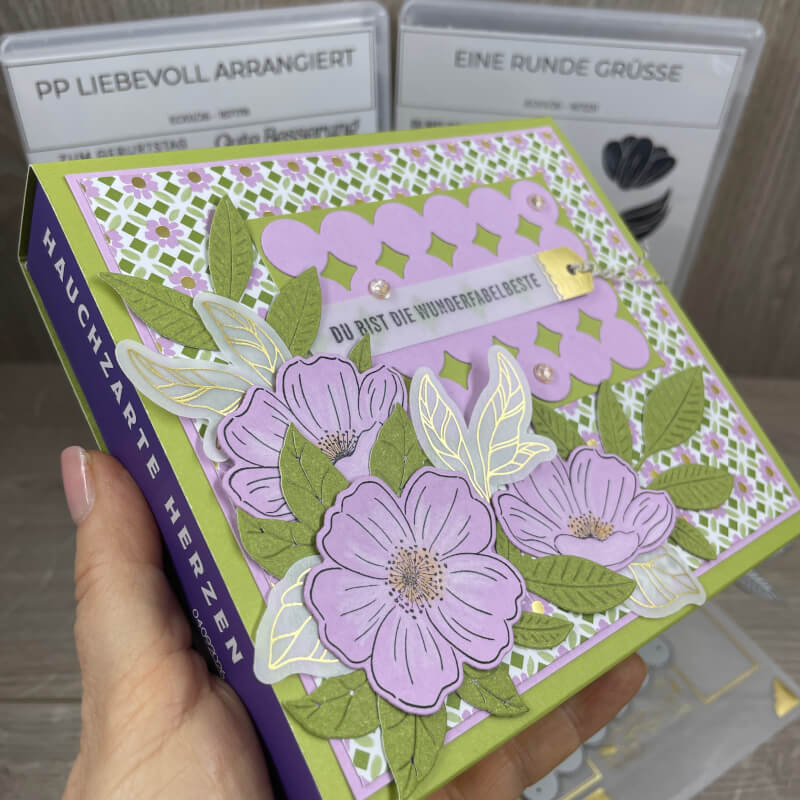 PP LIEBEVOLL ARRANGIERT
ZUM GEBURTSTAG
Gute Besserung
EINE RUNDE GRÜSSE
DU BIST DIE WUNDERFABELBESTE
HAUCHZARTE HERZEN